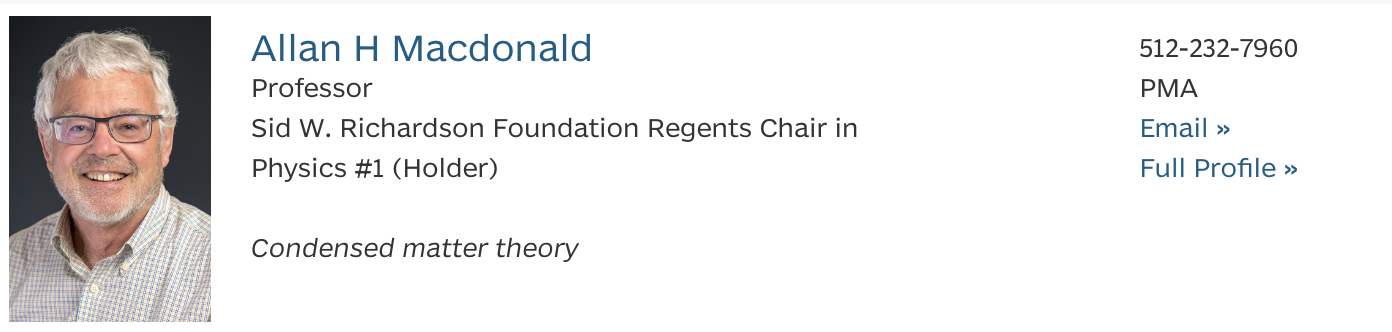 Allan H Macdonald
Professor
Sid W. Richardson Foundation Regents Chair in
Physics #1 (Holder)
Condensed matter theory
512-232-7960
PMA
Email »
Full Profile »